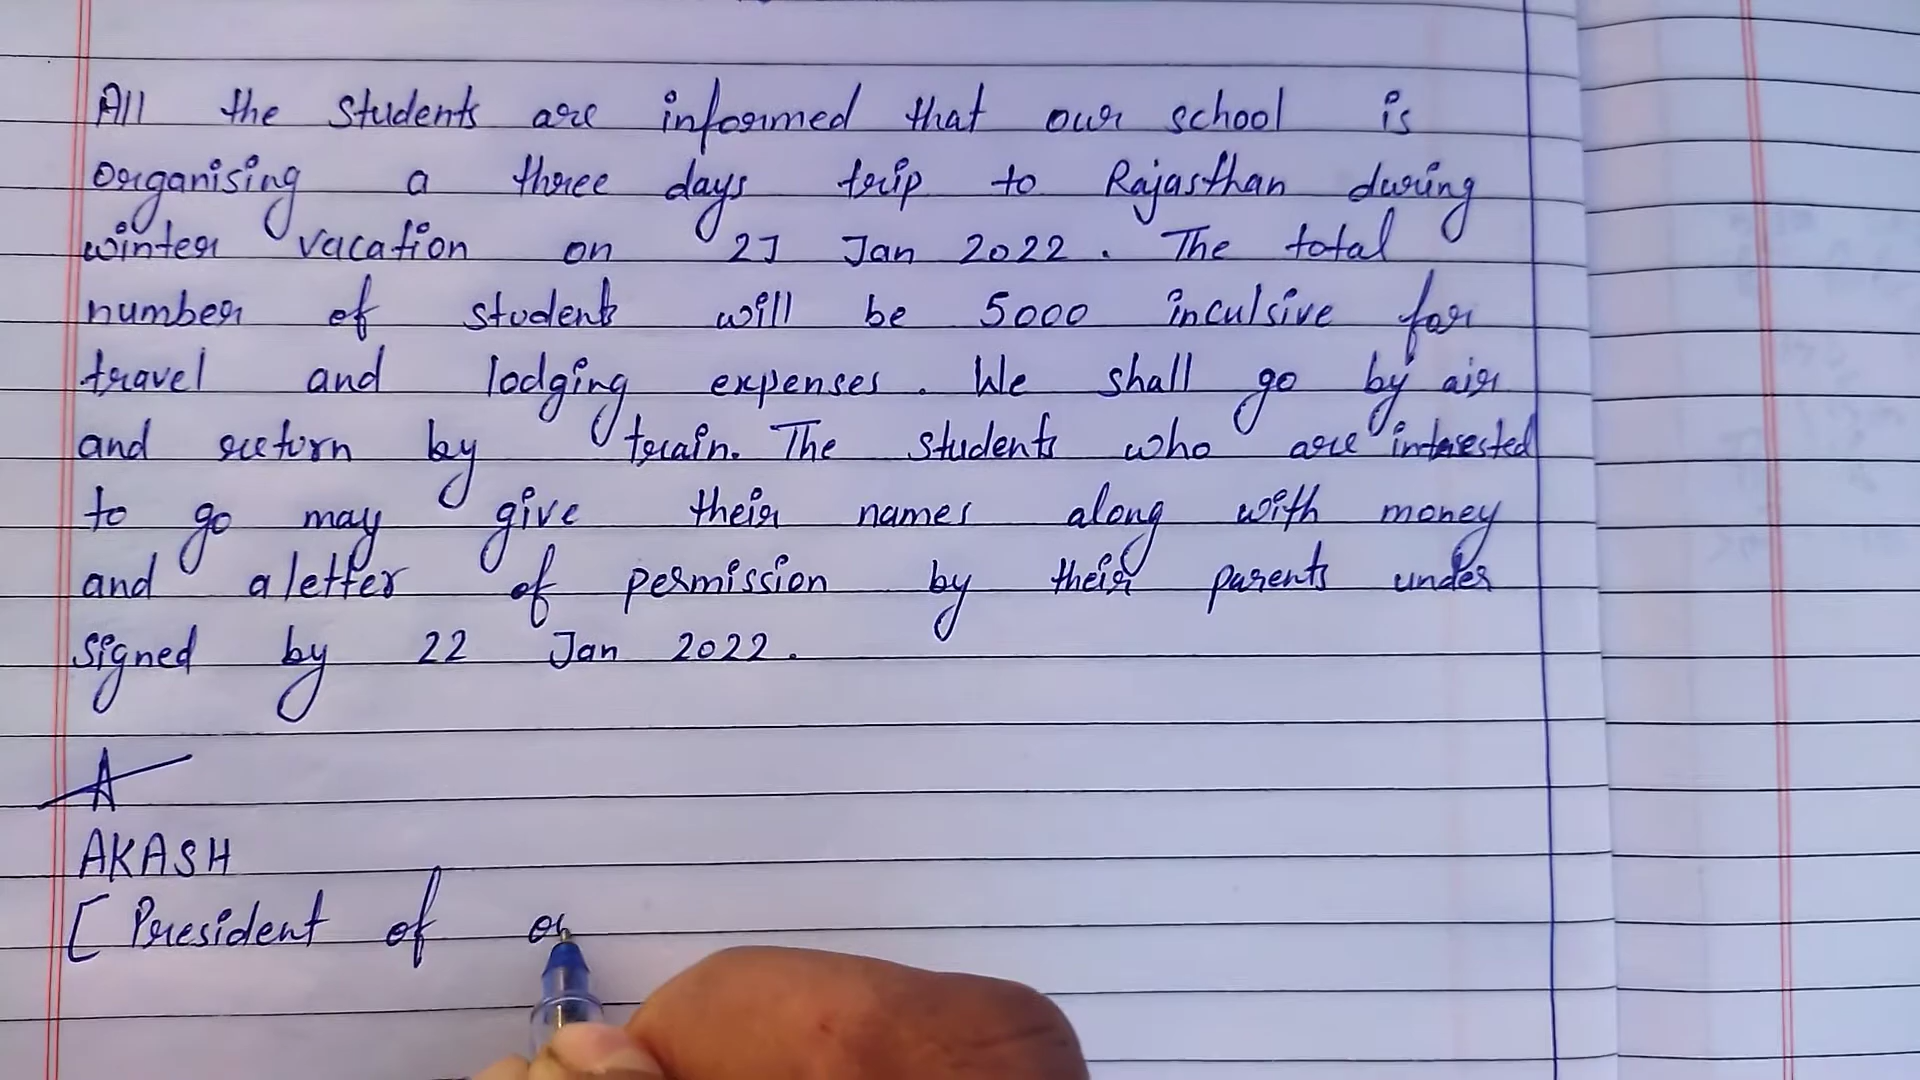 All the students are informed that our school is
organising a three days trip to Rajasthan during
winter vacation on 21 Jan 2022. The total
number of students will be 5000 inculsive for
travel and lodging expenses. We shall go by air
and return by train. The students who are intrested
to go may give their names along with money
and a letter of permission by their parents under
signed by 22 Jan 2022.
A
AKASH
[ President of